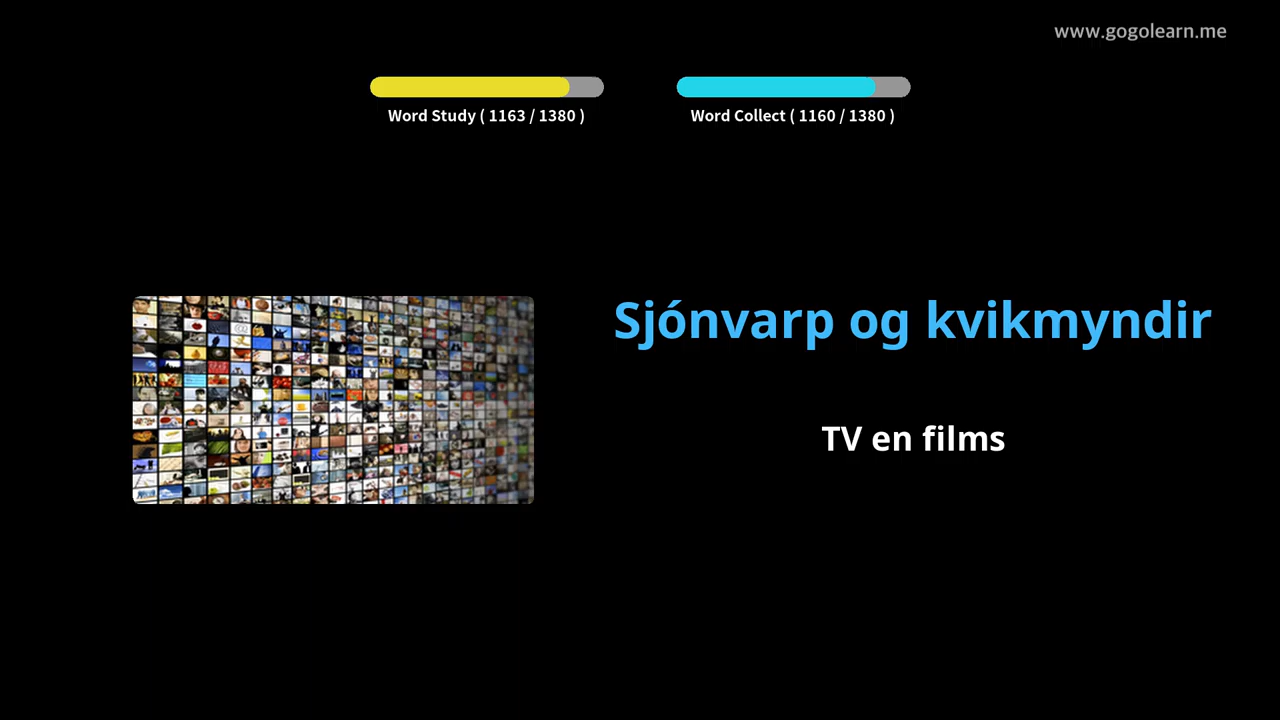 www.gogolearn.me
Word Study ( 1163 / 1380 )
Word Collect ( 1160 / 1380 )
Sjónvarp og kvikmyndir
TV en films